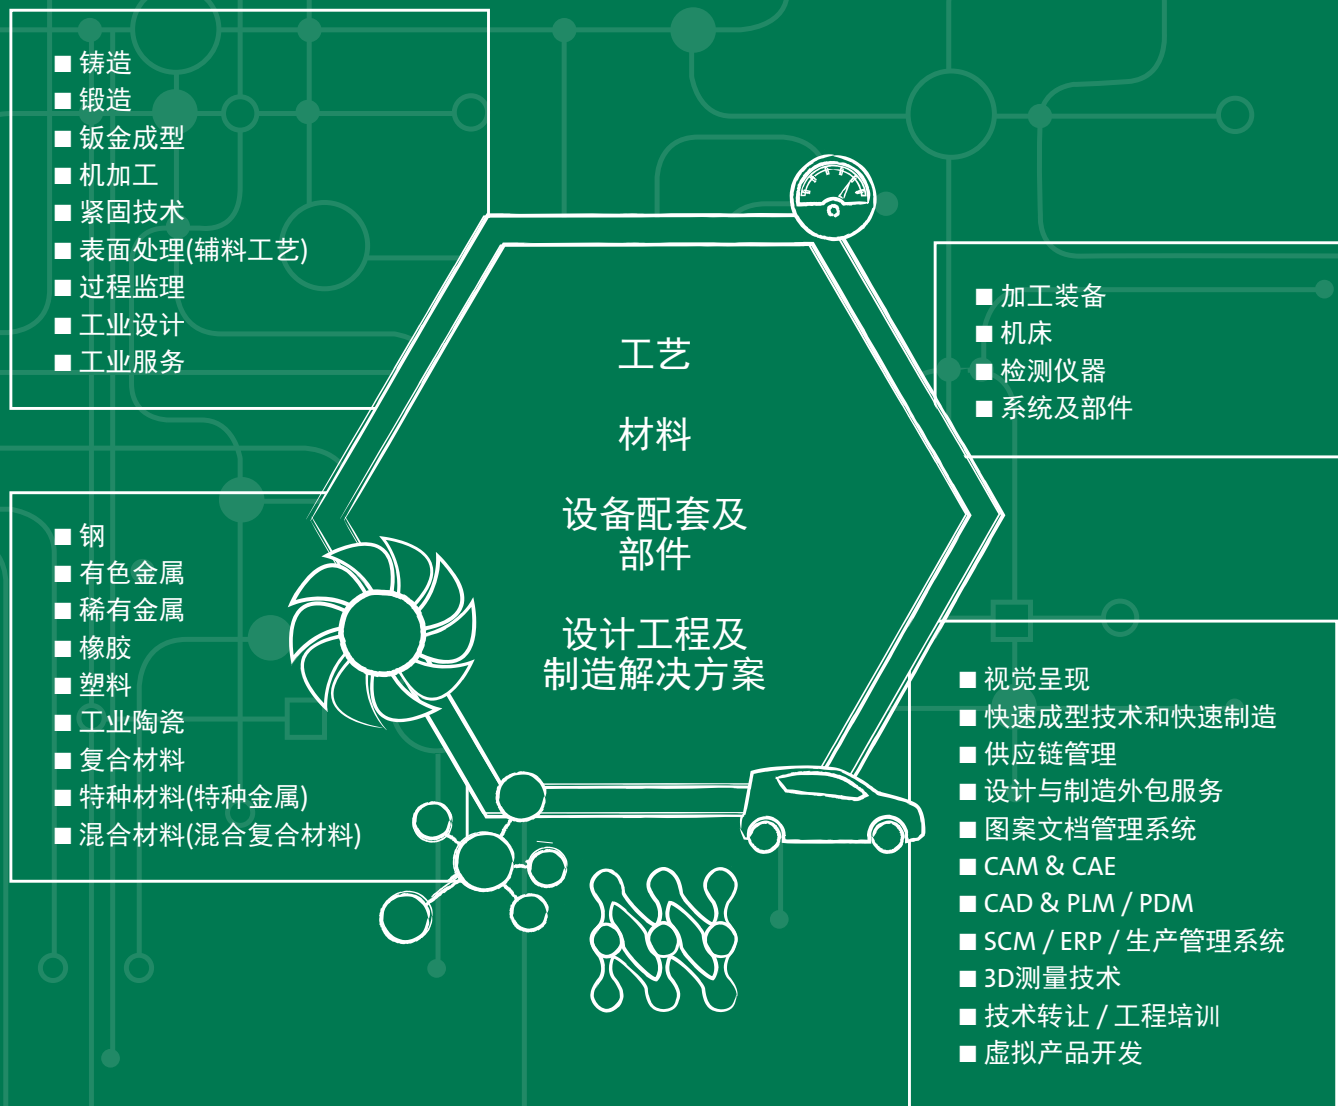 ■ 铸造
■ 锻造
■ 钣金成型
■ 机加工
■ 紧固技术
■ 表面处理(辅料工艺)
■ 过程监理
■ 工业设计
■ 工业服务
工艺
材料
设备配套及
部件
设计工程及
制造解决方案
■ 加工装备
■ 机床
■ 检测仪器
■ 系统及部件
■ 钢
■ 有色金属
■ 稀有金属
■ 橡胶
■ 塑料
■ 工业陶瓷
■ 复合材料
■ 特种材料(特种金属)
■ 混合材料(混合复合材料)
■ 视觉呈现
■ 快速成型技术和快速制造
■ 供应链管理
■ 设计与制造外包服务
■ 图案文档管理系统
■ CAM & CAE
■ CAD & PLM / PDM
■ SCM / ERP / 生产管理系统
■ 3D测量技术
■ 技术转让 / 工程培训
■ 虚拟产品开发